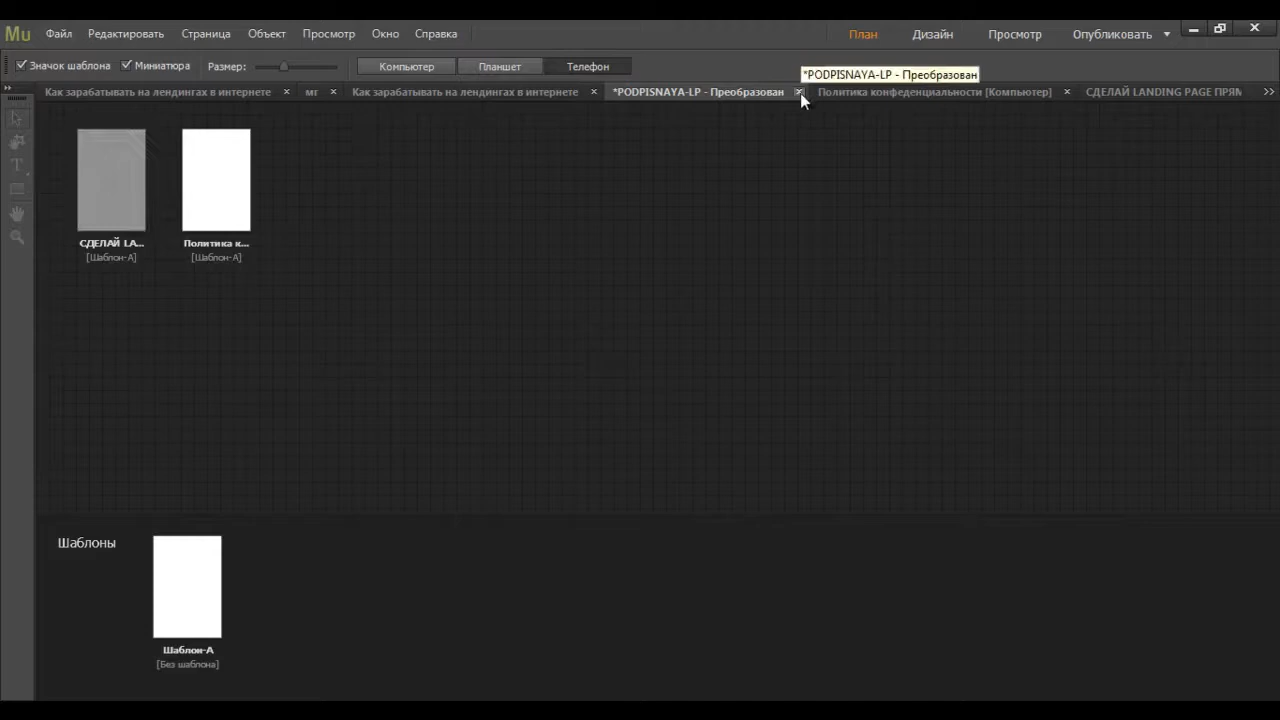 Mu Файл Редактировать Страница Объект Просмотр Окно Справка План Дизайн Просмотр Опубликовать
Значок шаблона Миниатюра Размер: Компьютер Планшет Телефон
*PODPISNAYA-LP - Преобразован
Как зарабатывать на лендингах в интернете мг Как зарабатывать на лендингах в интернете *PODPISNAYA-LP - Преобразован Политика конфеденциальности [Компьютер] СДЕЛАЙ LANDING PAGE ПРЯМ
T
СДЕЛАЙ LA... Политика к...
[Шаблон-A] [Шаблон-A]
Шаблоны
Шаблон-A
[Без шаблона]